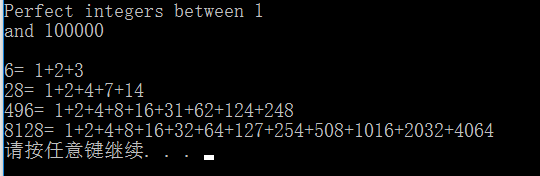 Perfect integers between 1
and 100000
6= 1+2+3
28= 1+2+4+7+14
496= 1+2+4+8+16+31+62+124+248
8128= 1+2+4+8+16+32+64+127+254+508+1016+2032+4064
请按任意键继续. . .